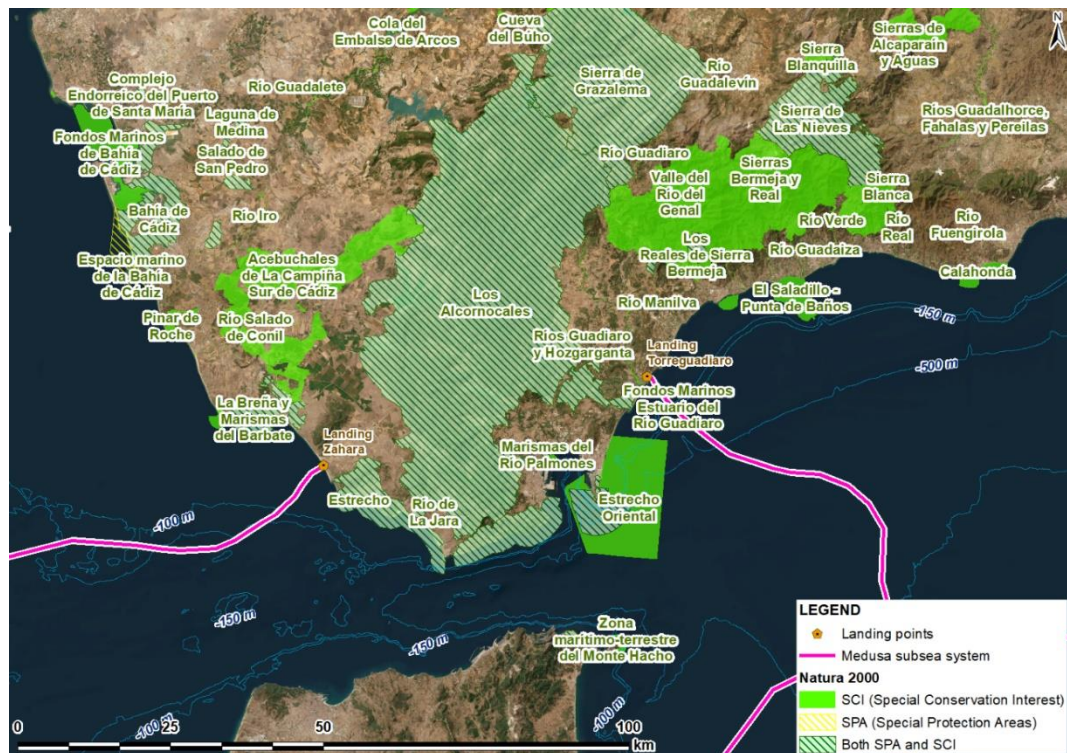 Cola del
Embalse de Arcos
Cueva
del Búho
Sierras de
Alcaparaín
y Aguas
N
Sierra
Blanquilla
Complejo
Endorreico del Puerto
de Santa María
Río Guadalete
Sierra de
Grazalema
Río
Guadalevín
Laguna de
Medina
Sierra de
Las Nieves
Ríos Guadalhorce,
Fahalas y Pereilas
Fondos Marinos
de Bahía
de Cádiz
Salado de
San Pedro
Río Guadiaro
Valle del
Río del
Genal
Sierras
Bermeja y
Real
Sierra
Blanca
Bahía de
Cádiz
Río Iro
Río Verde
Río
Real
Río
Fuengirola
Los
Reales de Sierra
Bermeja
Río Guadaiza
Espacio marino
de la Bahía
de Cádiz
Acebuchales
de La Campiña
Sur de Cádiz
Calahonda
Los
Alcornocales
El Saladillo -
Punta de Baños
Río Manilva
-150 m
Pinar de
Roche
Río Salado
de Conil
Ríos Guadiaro
y Hozgarganta
Landing
Torreguadiaro
-500 m
Fondos Marinos
Estuario del
Río Guadiaro
La Breña y
Marismas
del Barbate
Landing
Zahara
Marismas del
Río Palmones
Estrecho
Río de
La Jara
Estrecho
Oriental
-100 m
-150 m
-150 m
Zona
marítimo-terrestre
del Monte Hacho
-100 m
-100 m
LEGEND
Landing points
Medusa subsea system
Natura 2000
SCI (Special Conservation Interest)
SPA (Special Protection Areas)
Both SPA and SCI
0 25 50 100
km